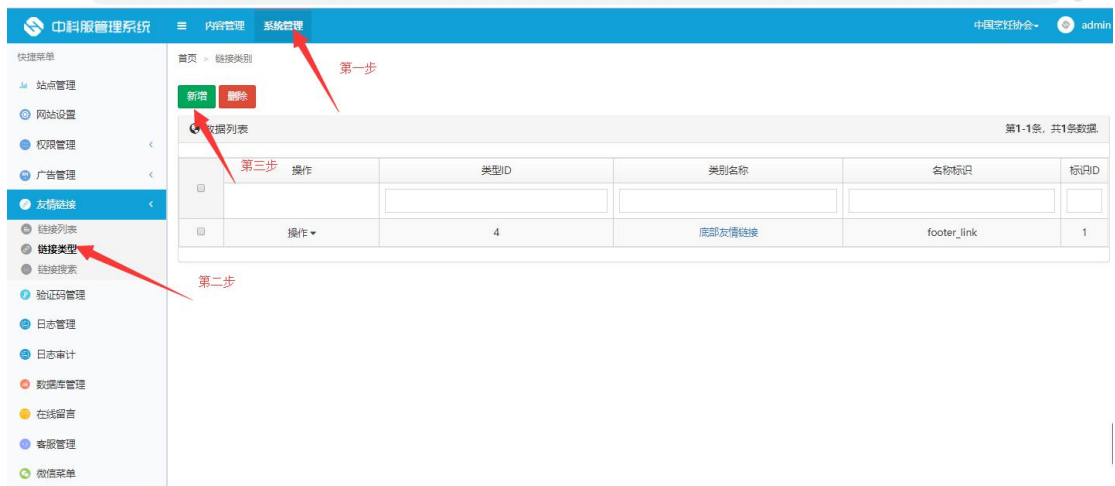 中科服管理系统 内容管理 系统管理 中国烹饪协会 admin
快捷菜单
站点管理
网站设置
权限管理
广告管理
友情链接
链接列表
链接类型
链接搜索
验证码管理
日志管理
日志审计
数据库管理
在线留言
客服管理
微信菜单
首页 > 链接类别
第一步
新增 删除
数据列表 第1-1条, 共1条数据.
第三步
操作 类型ID 类别名称 名称标识 标识ID
操作 4 底部友情链接 footer_link 1
第二步